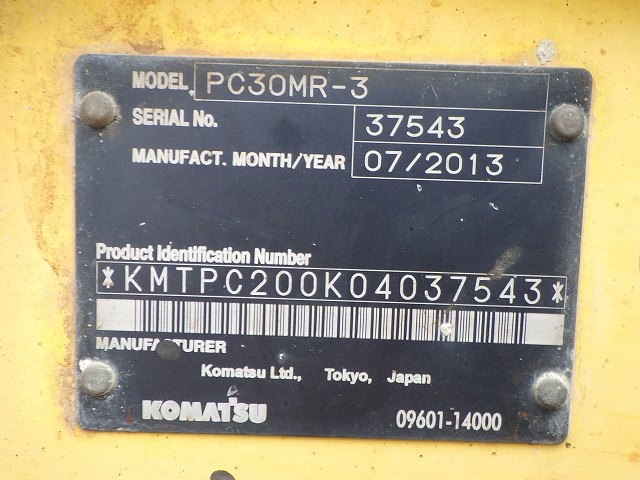 MODEL PC30MR-3
SERIAL No. 37543
MANUFACT. MONTH/YEAR 07/2013
Product Identification Number
*KMTPC200K04037543*
MANUFACTURER
Komatsu Ltd., Tokyo, Japan
KOMATSU 09601-14000